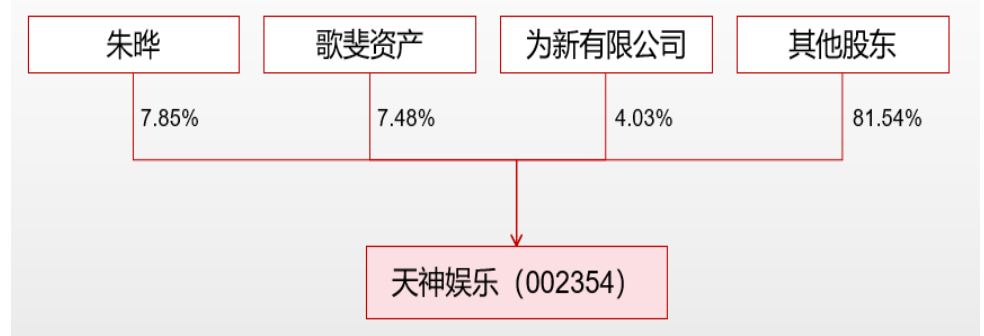 朱晔
歌斐资产
为新有限公司
其他股东
7.85%
7.48%
4.03%
81.54%
天神娱乐（002354）